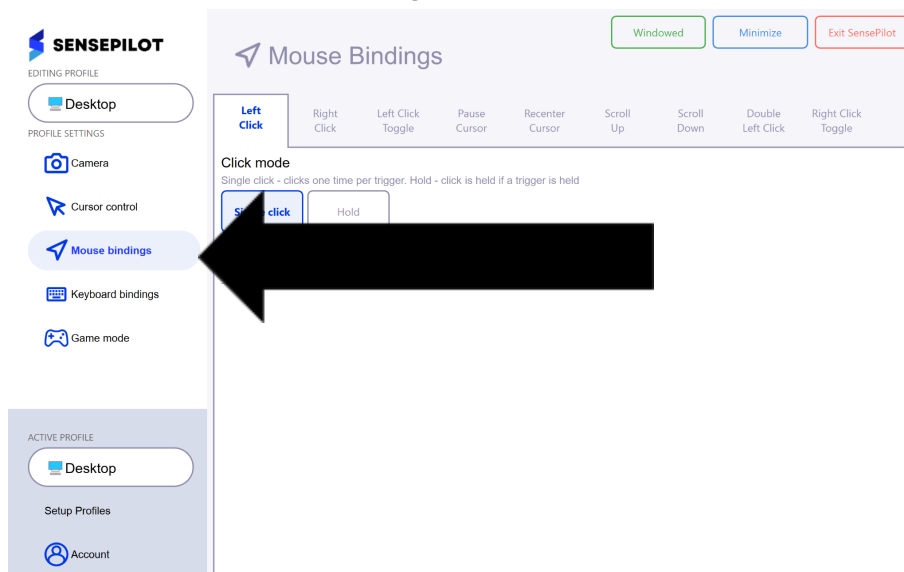 SENSEPILOT
EDITING PROFILE
Desktop
PROFILE SETTINGS
Camera
Cursor control
Mouse bindings
Keyboard bindings
Game mode
ACTIVE PROFILE
Desktop
Setup Profiles
Account
Windowed
Minimize
Exit SensePilot
Mouse Bindings
Left Click
Right Click
Left Click Toggle
Pause Cursor
Recenter Cursor
Scroll Up
Scroll Down
Double Left Click
Right Click Toggle
Click mode
Single click - clicks one time per trigger. Hold - click is held if a trigger is held
click
Hold